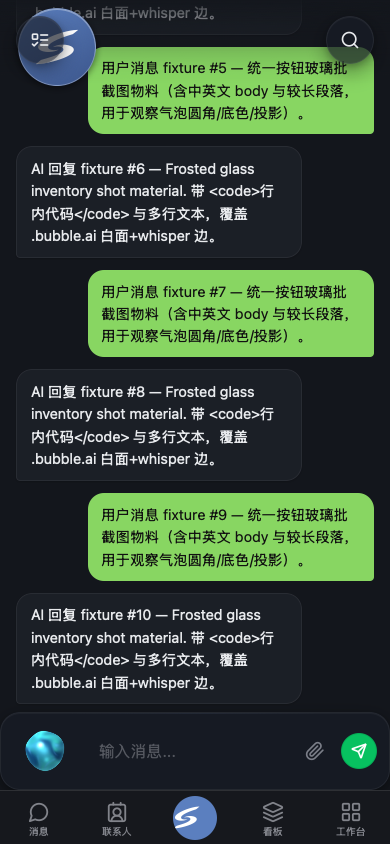 bubble.ai 白面+whisper 边。
用户消息 fixture #5 — 统一按钮玻璃批
截图物料（含中英文 body 与较长段落，
用于观察气泡圆角/底色/投影）。
AI 回复 fixture #6 — Frosted glass
inventory shot material. 带 <code>行
内代码</code> 与多行文本，覆盖
.bubble.ai 白面+whisper 边。
用户消息 fixture #7 — 统一按钮玻璃批
截图物料（含中英文 body 与较长段落，
用于观察气泡圆角/底色/投影）。
AI 回复 fixture #8 — Frosted glass
inventory shot material. 带 <code>行
内代码</code> 与多行文本，覆盖
.bubble.ai 白面+whisper 边。
用户消息 fixture #9 — 统一按钮玻璃批
截图物料（含中英文 body 与较长段落，
用于观察气泡圆角/底色/投影）。
AI 回复 fixture #10 — Frosted glass
inventory shot material. 带 <code>行
内代码</code> 与多行文本，覆盖
.bubble.ai 白面+whisper 边。
输入消息...
消息
联系人
看板
工作台